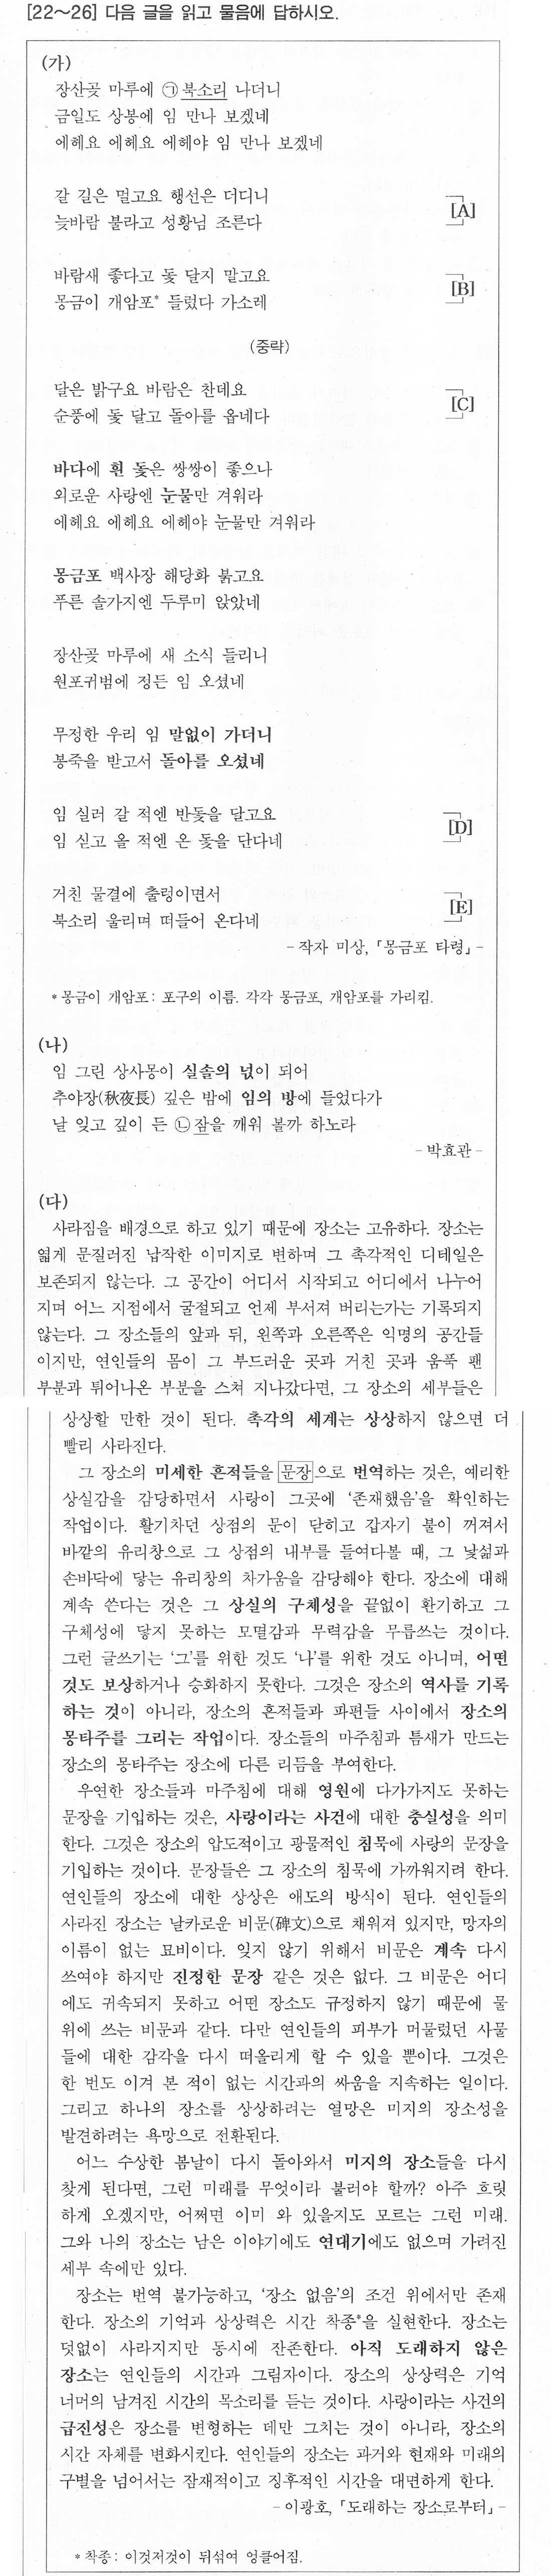 [22～26] 다음 글을 읽고 물음에 답하시오.
(가)
장산곶 마루에 ㉠북소리 나더니
금일도 상봉에 임 만나 보겠네
에헤요 에헤요 에헤야 임 만나 보겠네
갈 길은 멀고요 행선은 더디니
늦바람 불라고 성황님 조른다
[A]
바람새 좋다고 돛 달지 말고요
몽금이 개암포* 들렀다 가소레
[B]
(중략)
달은 밝구요 바람은 찬데요
순풍에 돛 달고 돌아를 옵네다
[C]
바다에 흰 돛은 쌍쌍이 좋으나
외로운 사랑엔 눈물만 겨워라
에헤요 에헤요 에헤야 눈물만 겨워라
몽금포 백사장 해당화 붉고요
푸른 솔가지엔 두루미 앉았네
장산곶 마루에 새 소식 들리니
원포귀범에 정든 임 오셨네
무정한 우리 임 말없이 가더니
봉죽을 받고서 돌아를 오셨네
임 실러 갈 적엔 반돛을 달고요
임 싣고 올 적엔 온 돛을 단다네
[D]
거친 물결에 출렁이면서
북소리 울리며 떠들어 온다네
[E]
- 작자 미상, 「몽금포 타령」 -
* 몽금이 개암포: 포구의 이름. 각각 몽금포, 개암포를 가리킴.
(나)
임 그린 상사몽이 실솔의 넋이 되어
추야장(秋夜長) 깊은 밤에 임의 방에 들었다가
날 잊고 깊이 든 ㉡잠을 깨워 볼까 하노라
- 박효관 -
(다)
사라짐을 배경으로 하고 있기 때문에 장소는 고유하다. 장소는
엷게 문질러진 납작한 이미지로 변하며 그 촉각적인 디테일은
보존되지 않는다. 그 공간이 어디서 시작되고 어디에서 나누어
지며 어느 지점에서 굴절되고 언제 부서져 버리는가는 기록되지
않는다. 그 장소들의 앞과 뒤, 왼쪽과 오른쪽은 익명의 공간들
이지만, 연인들의 몸이 그 부드러운 곳과 거친 곳과 움푹 팬
부분과 튀어나온 부분을 스쳐 지나갔다면, 그 장소의 세부들은
상상할 만한 것이 된다. 촉각의 세계는 상상하지 않으면 더
빨리 사라진다.
그 장소의 미세한 흔적들을 문장으로 번역하는 것은, 예리한
상실감을 감당하면서 사랑이 그곳에 ‘존재했음’을 확인하는
작업이다. 활기차던 상점의 문이 닫히고 갑자기 불이 꺼져서
바깥의 유리창으로 그 상점의 내부를 들여다볼 때, 그 낯섦과
손바닥에 닿는 유리창의 차가움을 감당해야 한다. 장소에 대해
계속 쓴다는 것은 그 상실의 구체성을 끝없이 환기하고 그
구체성에 닿지 못하는 모멸감과 무력감을 무릅쓰는 것이다.
그런 글쓰기는 ‘그’를 위한 것도 ‘나’를 위한 것도 아니며, 어떤
것도 보상하거나 승화하지 못한다. 그것은 장소의 역사를 기록
하는 것이 아니라, 장소의 흔적들과 파편들 사이에서 장소의
몽타주를 그리는 작업이다. 장소들의 마주침과 틈새가 만드는
장소의 몽타주는 장소에 다른 리듬을 부여한다.
우연한 장소들과 마주침에 대해 영원에 다가가지도 못하는
문장을 기입하는 것은, 사랑이라는 사건에 대한 충실성을 의미
한다. 그것은 장소의 압도적이고 광물적인 침묵에 사랑의 문장을
기입하는 것이다. 문장들은 그 장소의 침묵에 가까워지려 한다.
연인들의 장소에 대한 상상은 애도의 방식이 된다. 연인들의
사라진 장소는 날카로운 비문(碑文)으로 채워져 있지만, 망자의
이름이 없는 묘비이다. 잊지 않기 위해서 비문은 계속 다시
쓰여야 하지만 진정한 문장 같은 것은 없다. 그 비문은 어디
에도 귀속되지 못하고 어떤 장소도 규정하지 않기 때문에 물
위에 쓰는 비문과 같다. 다만 연인들의 피부가 머물렀던 사물
들에 대한 감각을 다시 떠올리게 할 수 있을 뿐이다. 그것은
한 번도 이겨 본 적이 없는 시간과의 싸움을 지속하는 일이다.
그리고 하나의 장소를 상상하려는 열망은 미지의 장소성을
발견하려는 욕망으로 전환된다.
어느 수상한 봄날이 다시 돌아와서 미지의 장소들을 다시
찾게 된다면, 그런 미래를 무엇이라 불러야 할까? 아주 흐릿
하게 오겠지만, 어쩌면 이미 와 있을지도 모르는 그런 미래.
그와 나의 장소는 남은 이야기에도 연대기에도 없으며 가려진
세부 속에만 있다.
장소는 번역 불가능하고, ‘장소 없음’의 조건 위에서만 존재
한다. 장소의 기억과 상상력은 시간 착종*을 실현한다. 장소는
덧없이 사라지지만 동시에 잔존한다. 아직 도래하지 않은
장소는 연인들의 시간과 그림자이다. 장소의 상상력은 기억
너머의 남겨진 시간의 목소리를 듣는 것이다. 사랑이라는 사건의
급진성은 장소를 변형하는 데만 그치는 것이 아니라, 장소의
시간 자체를 변화시킨다. 연인들의 장소는 과거와 현재와 미래의
구별을 넘어서는 잠재적이고 징후적인 시간을 대면하게 한다.
- 이광호, 「도래하는 장소로부터」 -
* 착종: 이것저것이 뒤섞여 엉클어짐.